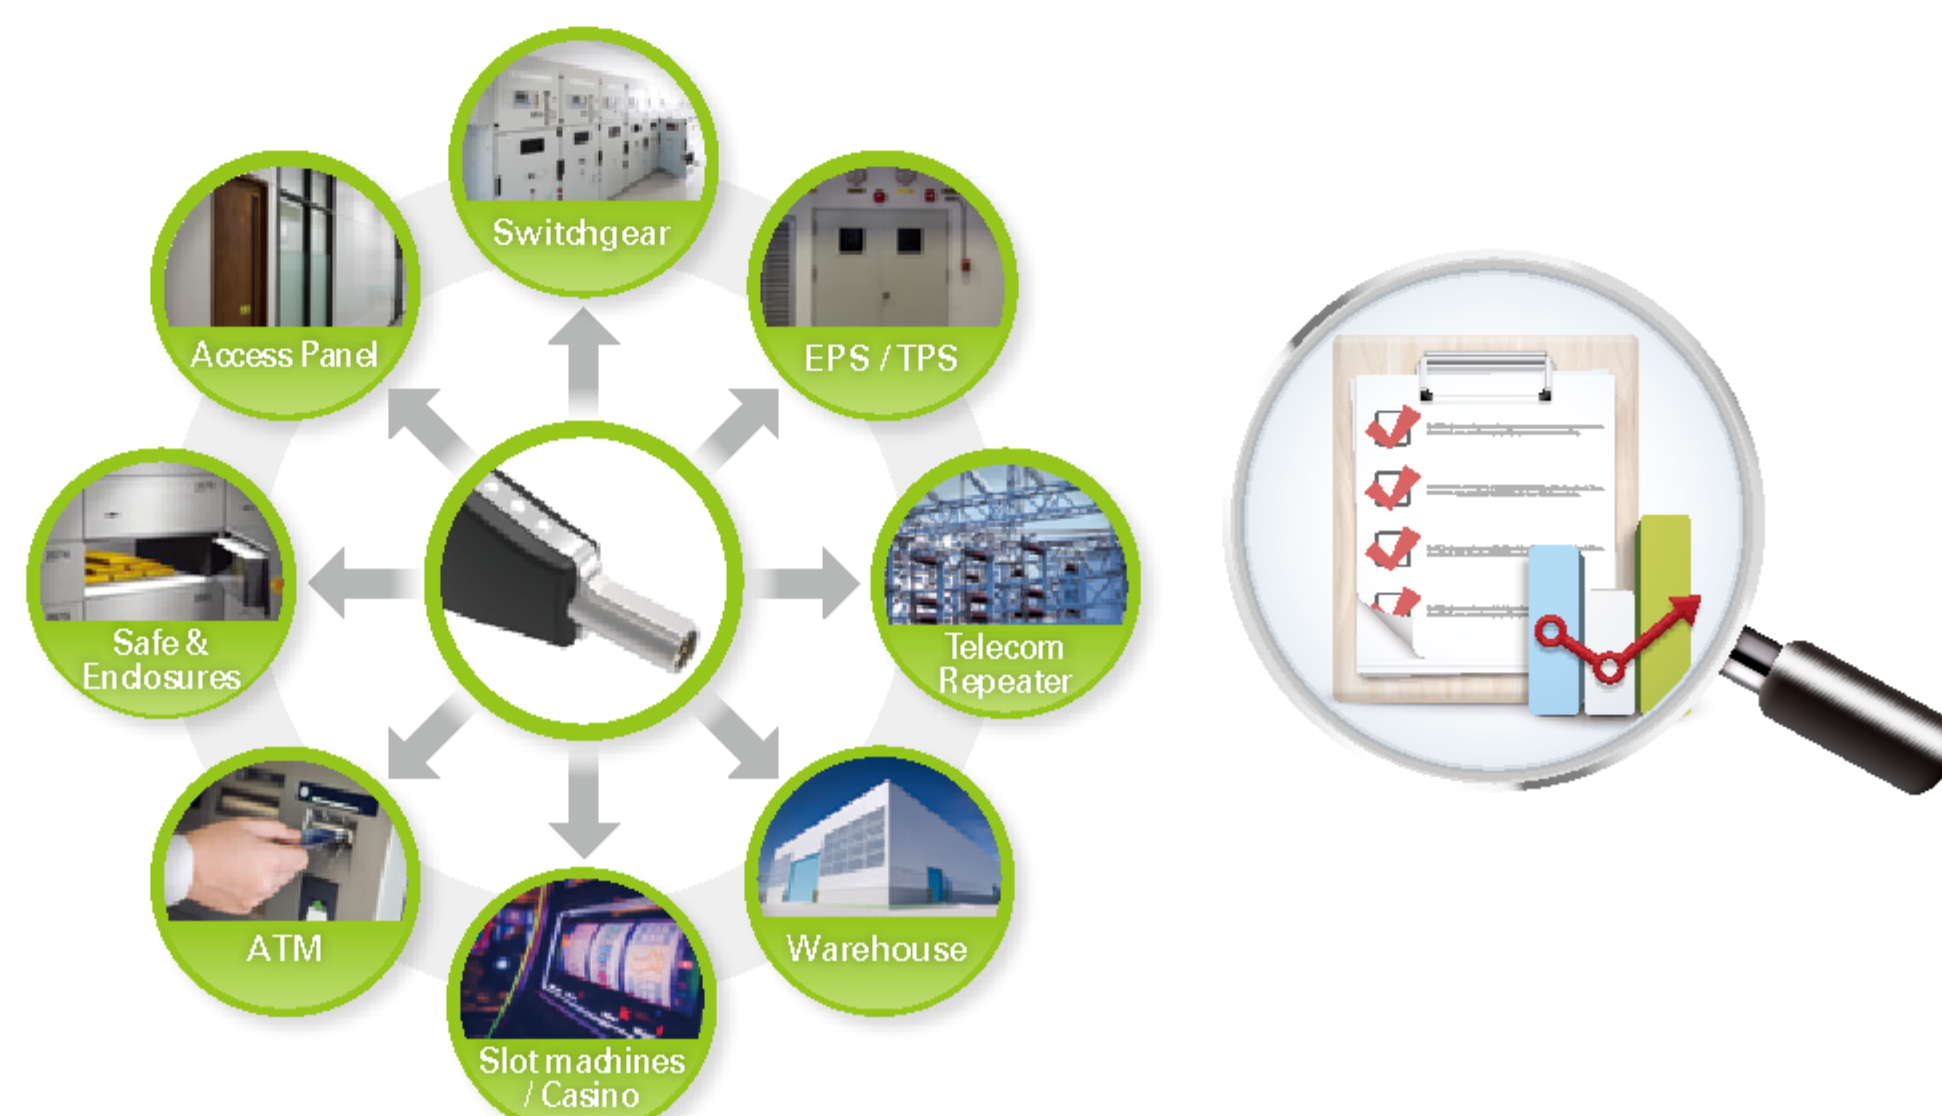 Switchgear
Access Panel
EPS / TPS
Safe &
Enclosures
Telecom
Repeater
ATM
Warehouse
Slot machines
/ Casino